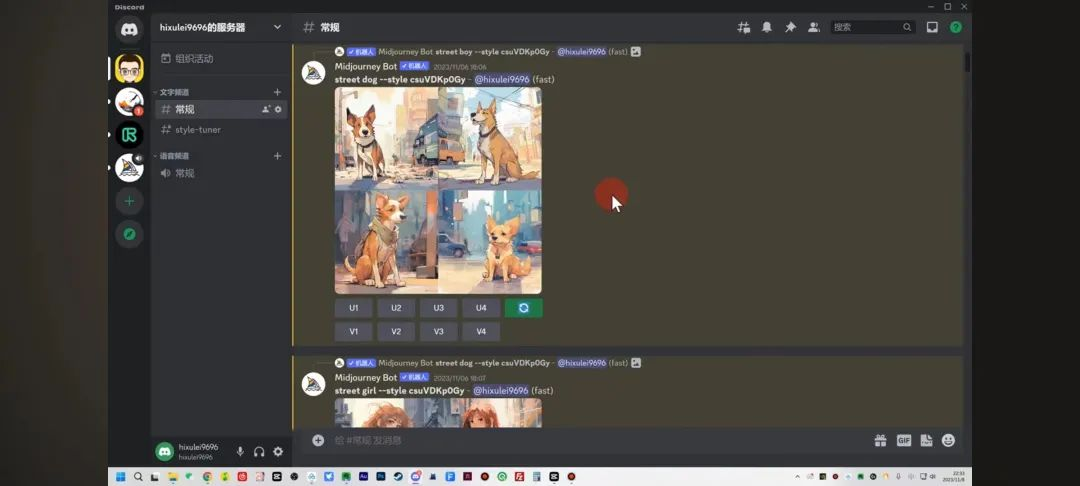 Discord
hixulei9696的服务器
# 常规
搜索
组织活动
文字频道
常规
style-tuner
语音频道
常规
机器人 Midjourney Bot street boy --style csuVDKp0Gy - @hixulei9696 (fast)
Midjourney Bot 机器人 2023/11/06 18:06
street dog --style csuVDKp0Gy - @hixulei9696 (fast)
U1 U2 U3 U4
V1 V2 V3 V4
机器人 Midjourney Bot street dog --style csuVDKp0Gy - @hixulei9696 (fast)
Midjourney Bot 机器人 2023/11/06 18:07
street girl --style csuVDKp0Gy - @hixulei9696 (fast)
给 #常规 发消息
GIF
hixulei9696
hixulei9696
22:33
2023/11/8